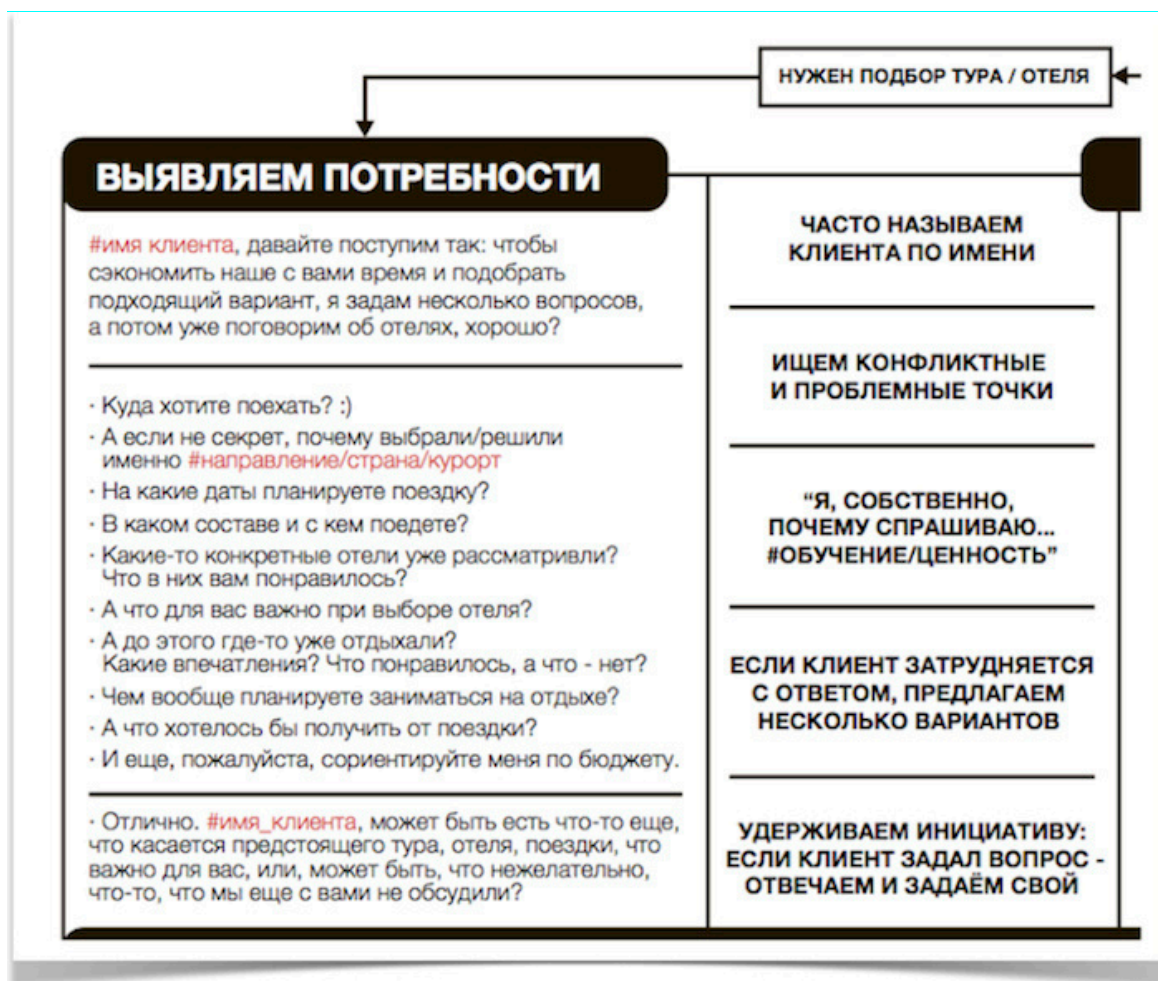 НУЖЕН ПОДБОР ТУРА / ОТЕЛЯ
ВЫЯВЛЯЕМ ПОТРЕБНОСТИ
#имя клиента, давайте поступим так: чтобы
сэкономить наше с вами время и подобрать
подходящий вариант, я задам несколько вопросов,
а потом уже поговорим об отелях, хорошо?
· Куда хотите поехать? :)
· А если не секрет, почему выбрали/решили
именно #направление/страна/курорт
· На какие даты планируете поездку?
· В каком составе и с кем поедете?
· Какие-то конкретные отели уже рассматривли?
Что в них вам понравилось?
· А что для вас важно при выборе отеля?
· А до этого где-то уже отдыхали?
Какие впечатления? Что понравилось, а что - нет?
· Чем вообще планируете заниматься на отдыхе?
· А что хотелось бы получить от поездки?
· И еще, пожалуйста, сориентируйте меня по бюджету.
· Отлично. #имя_клиента, может быть есть что-то еще,
что касается предстоящего тура, отеля, поездки, что
важно для вас, или, может быть, что нежелательно,
что-то, что мы еще с вами не обсудили?
ЧАСТО НАЗЫВАЕМ
КЛИЕНТА ПО ИМЕНИ
ИЩЕМ КОНФЛИКТНЫЕ
И ПРОБЛЕМНЫЕ ТОЧКИ
“Я, СОБСТВЕННО,
ПОЧЕМУ СПРАШИВАЮ...
#ОБУЧЕНИЕ/ЦЕННОСТЬ”
ЕСЛИ КЛИЕНТ ЗАТРУДНЯЕТСЯ
С ОТВЕТОМ, ПРЕДЛАГАЕМ
НЕСКОЛЬКО ВАРИАНТОВ
УДЕРЖИВАЕМ ИНИЦИАТИВУ:
ЕСЛИ КЛИЕНТ ЗАДАЛ ВОПРОС -
ОТВЕЧАЕМ И ЗАДАЁМ СВОЙ